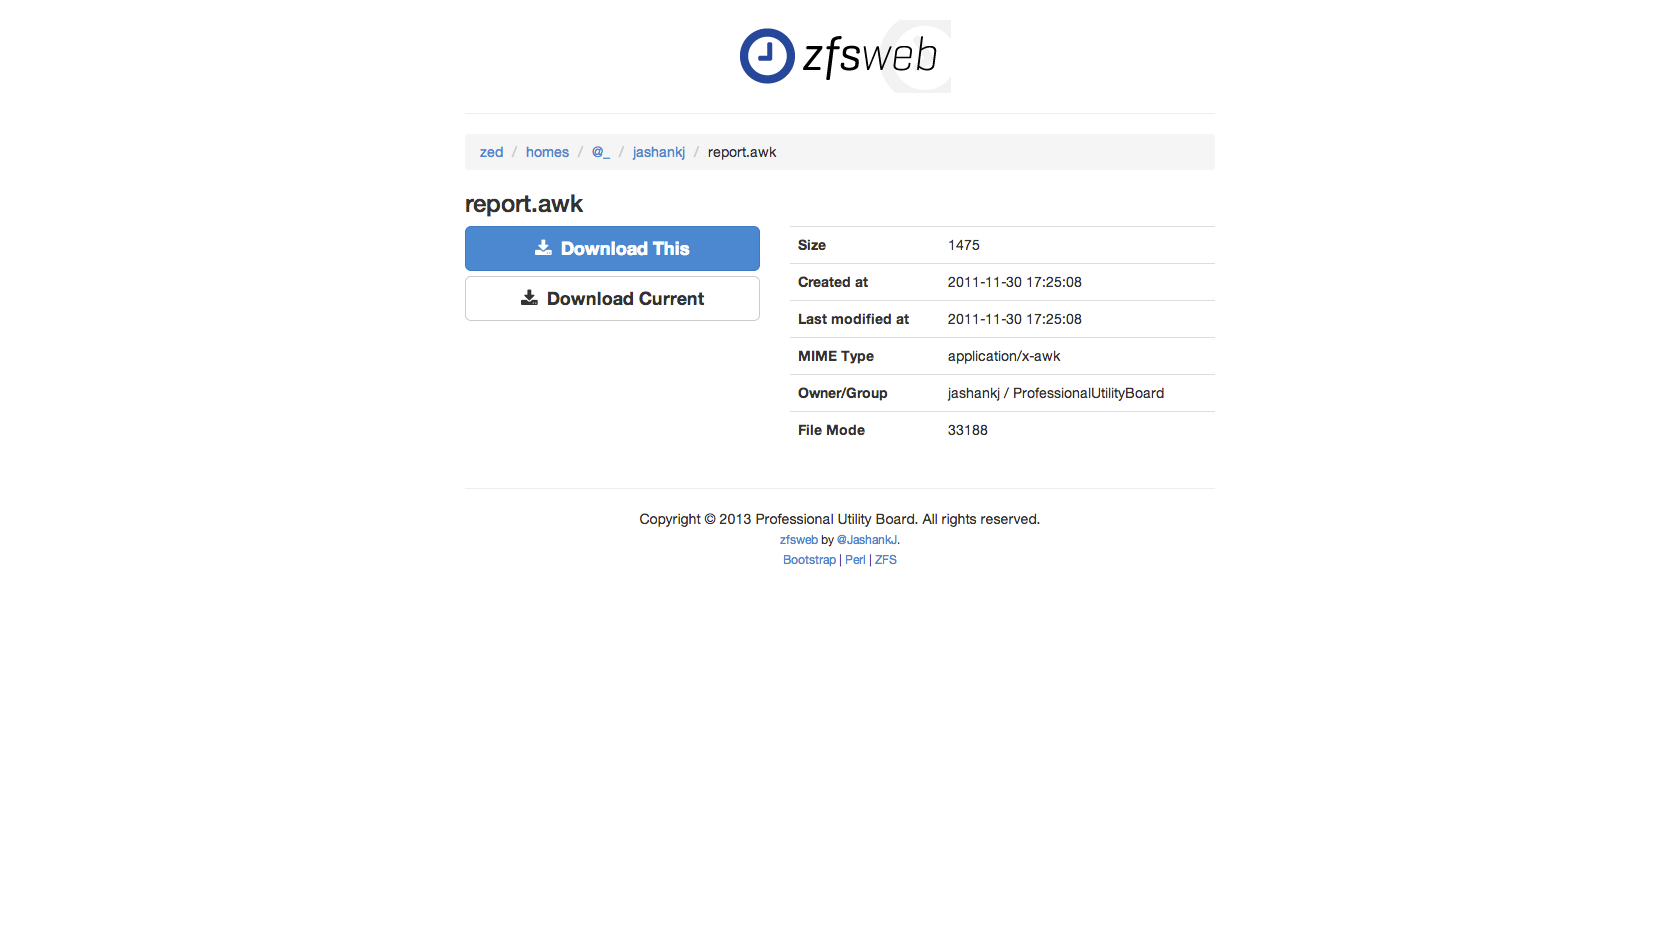 zfsweb
zed / homes / @_ / jashankj / report.awk
report.awk
Download This
Download Current
Size 1475
Created at 2011-11-30 17:25:08
Last modified at 2011-11-30 17:25:08
MIME Type application/x-awk
Owner/Group jashankj / ProfessionalUtilityBoard
File Mode 33188
Copyright © 2013 Professional Utility Board. All rights reserved.
zfsweb by @JashankJ.
Bootstrap | Perl | ZFS